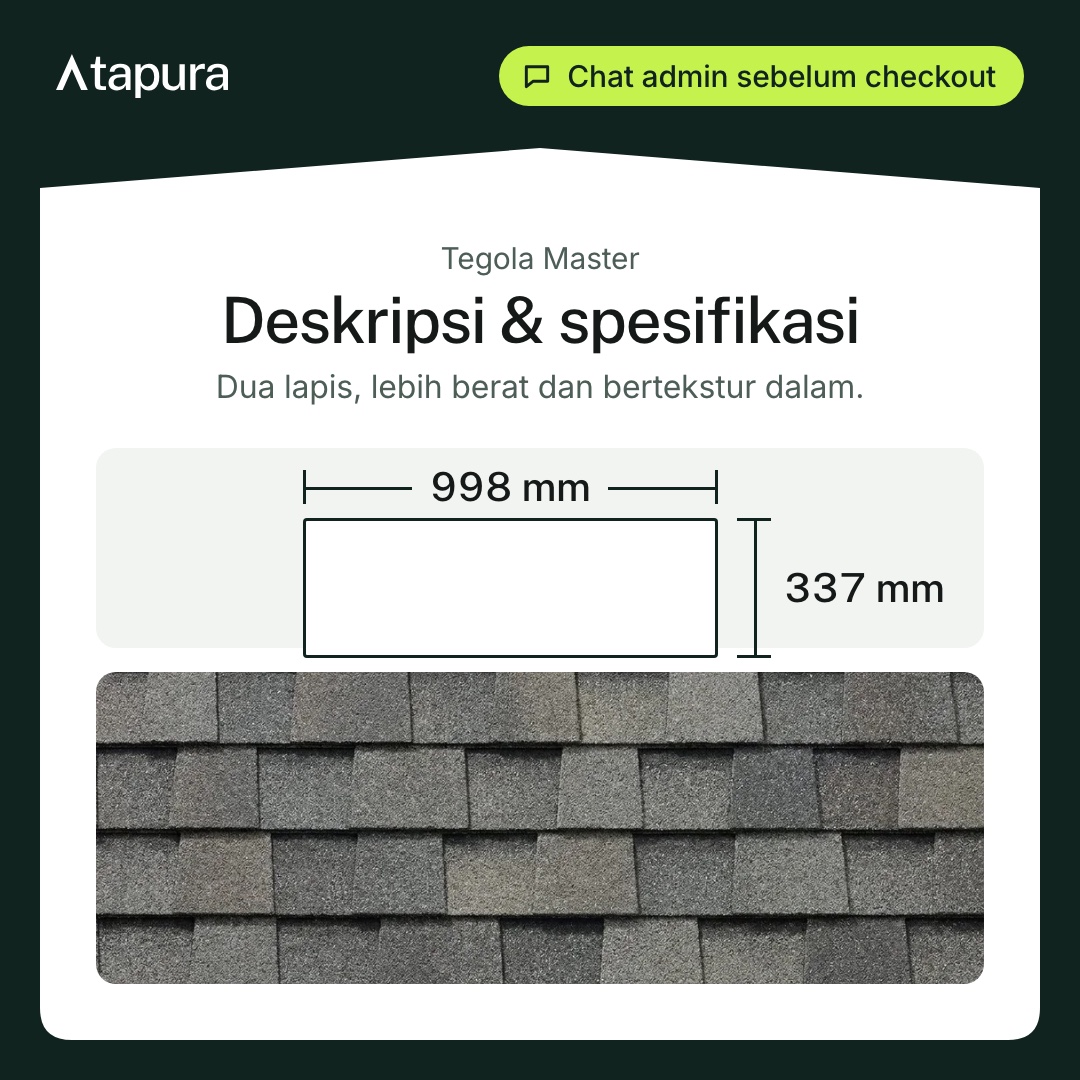 Atapura
Chat admin sebelum checkout
Tegola Master
Deskripsi & spesifikasi
Dua lapis, lebih berat dan bertekstur dalam.
998 mm
337 mm